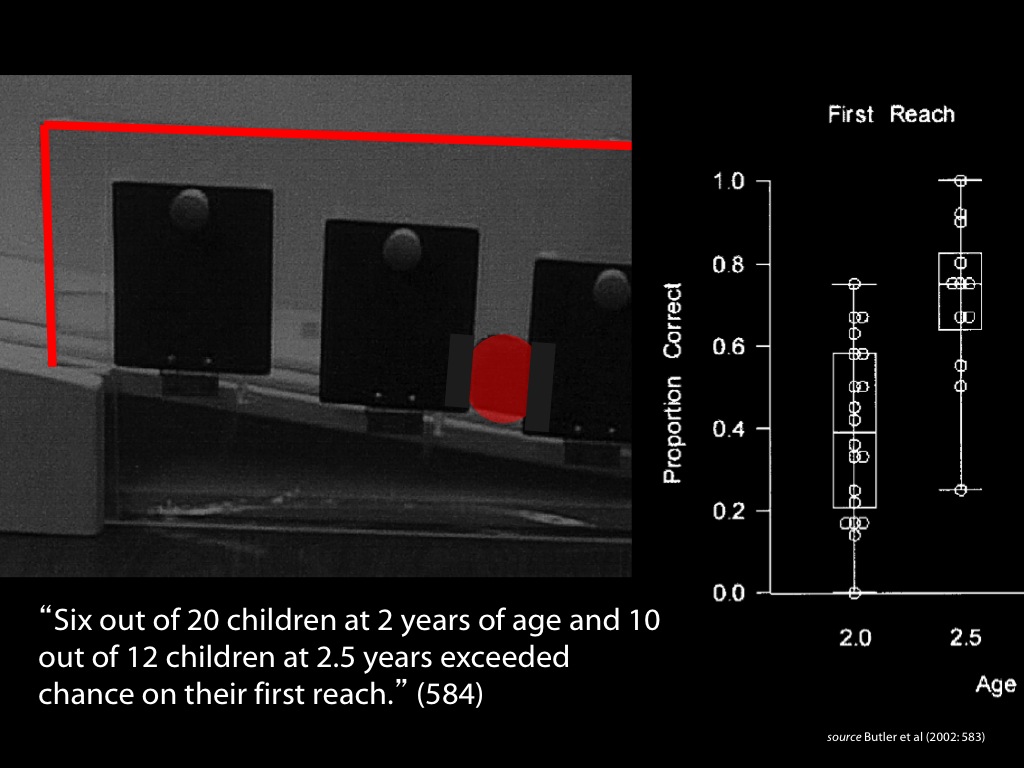 First Reach
1.0
0.8
0.6
0.4
0.2
0.0
Proportion Correct
2.0 2.5
Age
“Six out of 20 children at 2 years of age and 10
out of 12 children at 2.5 years exceeded
chance on their first reach.” (584)
source Butler et al (2002: 583)